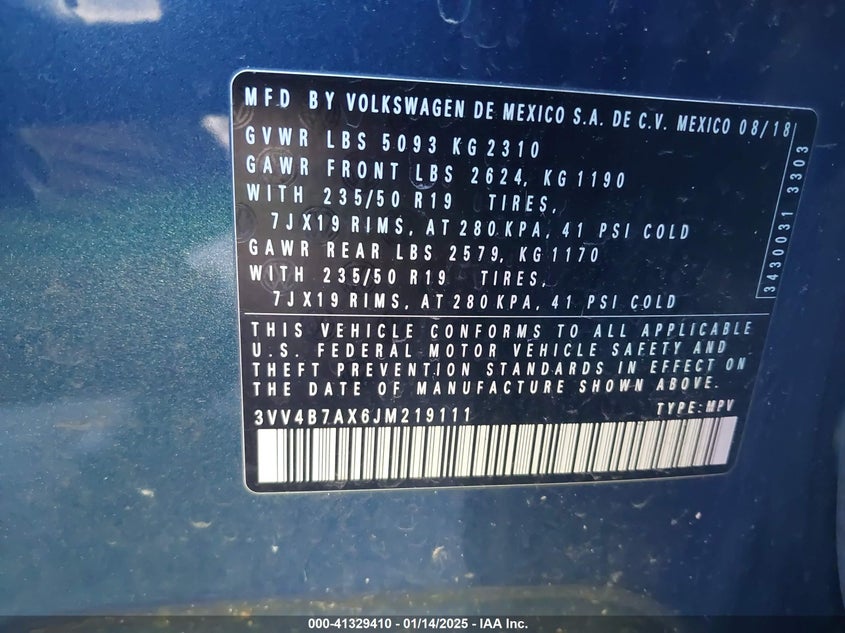 MFD BY VOLKSWAGEN DE MEXICO S.A. DE C.V. MEXICO 08/18
GVWR LBS 5093 KG 2310
GAWR FRONT LBS 2624, KG 1190
WITH 235/50 R19 TIRES,
7JX19 RIMS, AT 280 KPA, 41 PSI COLD
GAWR REAR LBS 2579, KG 1170
WITH 235/50 R19 TIRES,
7JX19 RIMS, AT 280 KPA, 41 PSI COLD
3430031 3303
THIS VEHICLE CONFORMS TO ALL APPLICABLE
U.S. FEDERAL MOTOR VEHICLE SAFETY AND
THEFT PREVENTION STANDARDS IN EFFECT ON
THE DATE OF MANUFACTURE SHOWN ABOVE.
3VV4B7AX6JM219111 TYPE: MPV
000-41329410 - 01/14/2025 - IAA Inc.